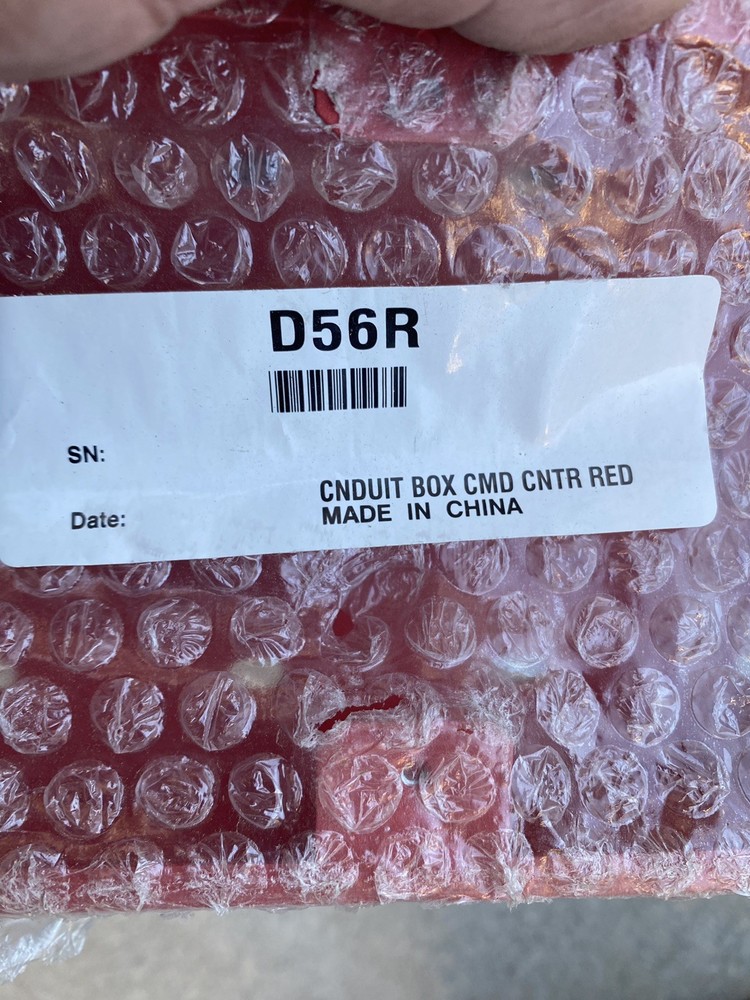 D56R
SN:
CNDUIT BOX CMD CNTR RED
Date:
MADE IN CHINA